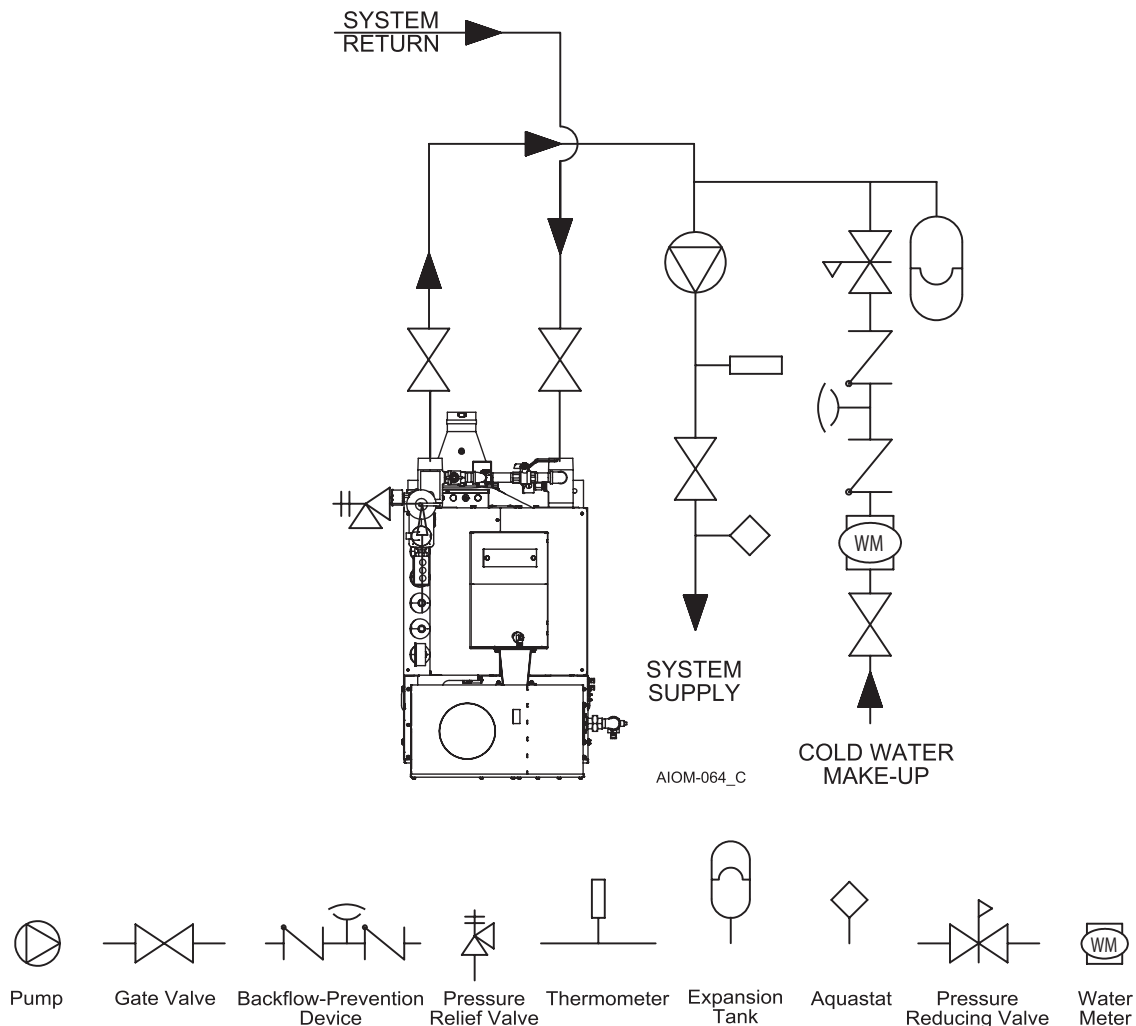 SYSTEM
RETURN
WM
SYSTEM
SUPPLY
COLD WATER
MAKE-UP
AIOM-064_C
WM
Pump
Gate Valve
Backflow-Prevention
Device
Pressure
Relief Valve
Thermometer
Expansion
Tank
Aquastat
Pressure
Reducing Valve
Water
Meter